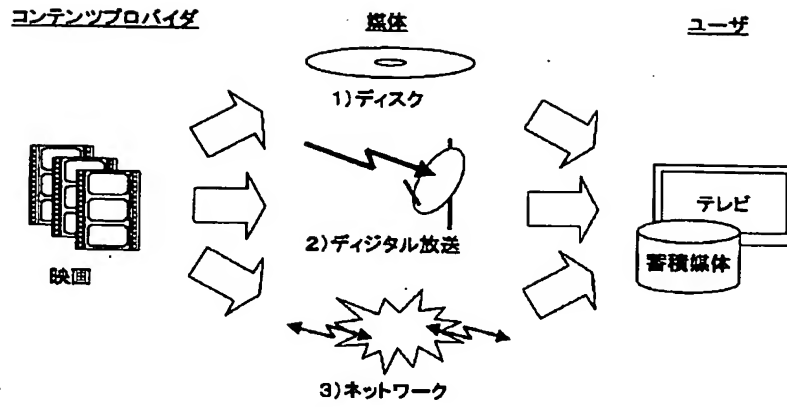 コンテンツプロバイダ
媒体
ユーザ
1)ディスク
2)ディジタル放送
3)ネットワーク
映画
テレビ
蓄積媒体